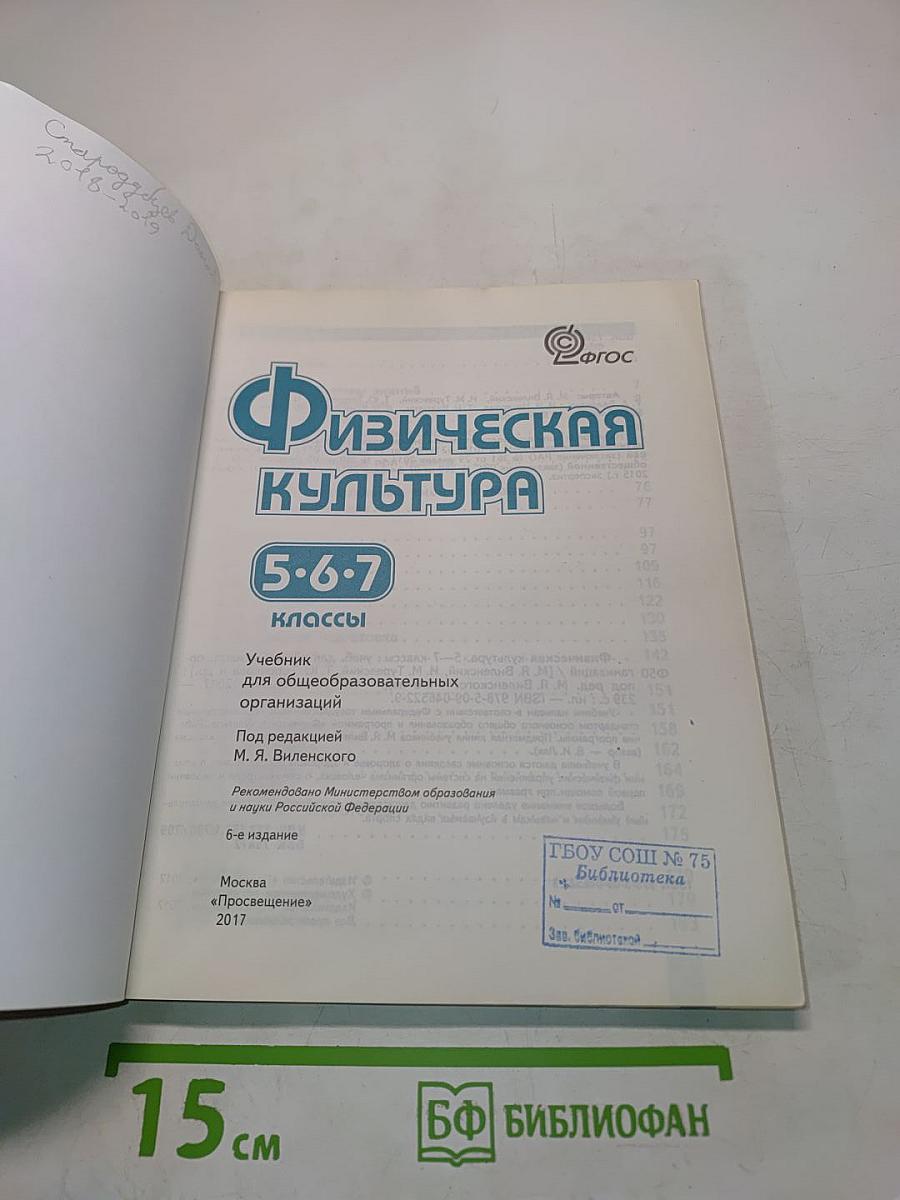 2018-2019
ФГОС
Физическая
культура
5·6·7
классы
Учебник
для общеобразовательных
организаций
Под редакцией
М. Я. Виленского
Рекомендовано Министерством образования
и науки Российской Федерации
6-е издание
Москва
«Просвещение»
2017
ГБОУ СОШ № 75
Библиотека
№ от
Зав. библиотекой
15 см
БФ БИБЛИОФАН